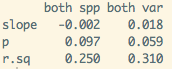 both spp both var
slope -0.002 0.018
p 0.097 0.059
r.sq 0.250 0.310